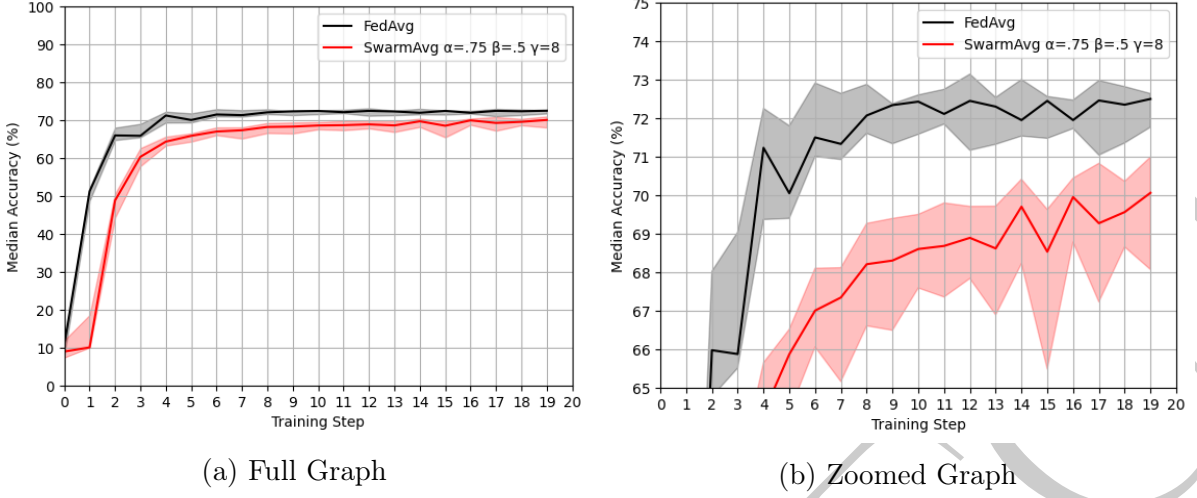 100
90
80
70
60
50
40
30
20
10
0
Median Accuracy (%)
FedAvg
SwarmAvg α=.75 β=.5 γ=8
0 1 2 3 4 5 6 7 8 9 10 11 12 13 14 15 16 17 18 19 20
Training Step
(a) Full Graph
75
74
73
72
71
70
69
68
67
66
65
Median Accuracy (%)
FedAvg
SwarmAvg α=.75 β=.5 γ=8
0 1 2 3 4 5 6 7 8 9 10 11 12 13 14 15 16 17 18 19 20
Training Step
(b) Zoomed Graph